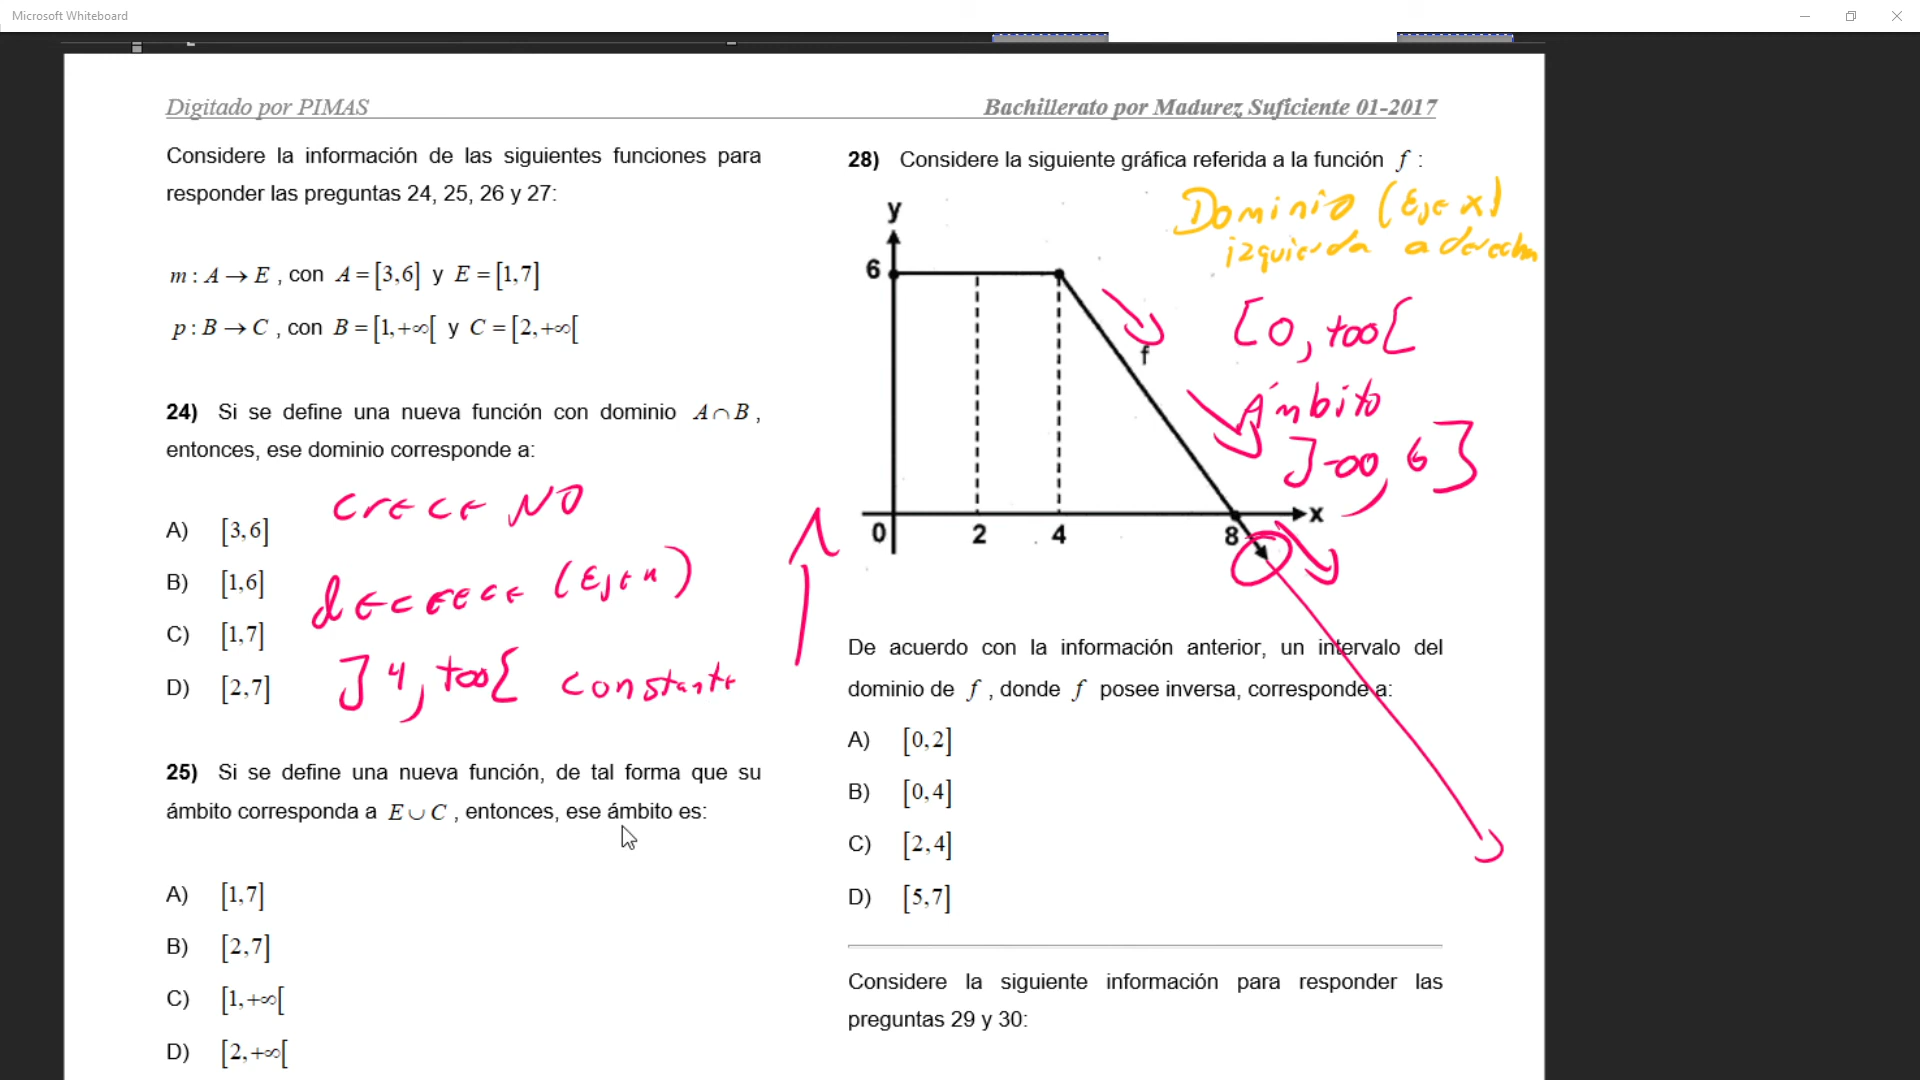 Microsoft Whiteboard
Digitado por PIMAS
Bachillerato por Madurez Suficiente 01-2017
Considere la información de las siguientes funciones para
responder las preguntas 24, 25, 26 y 27:
m : A → E , con A = [3,6] y E = [1,7]
p : B → C , con B = [1,+∞[ y C = [2,+∞[
24) Si se define una nueva función con dominio A ∩ B ,
entonces, ese dominio corresponde a:
A) [3,6]
B) [1,6]
C) [1,7]
D) [2,7]
crece NO
decrece (Eje x)
]4,+∞[ constante
25) Si se define una nueva función, de tal forma que su
ámbito corresponda a E ∪ C , entonces, ese ámbito es:
A) [1,7]
B) [2,7]
C) [1,+∞[
D) [2,+∞[
28) Considere la siguiente gráfica referida a la función f :
Dominio (Eje x)
izquierda a derecha
[0,+∞[
Ámbito
]-∞,6]
y
6
f
x
0 2 4 8
De acuerdo con la información anterior, un intervalo del
dominio de f , donde f posee inversa, corresponde a:
A) [0,2]
B) [0,4]
C) [2,4]
D) [5,7]
Considere la siguiente información para responder las
preguntas 29 y 30: